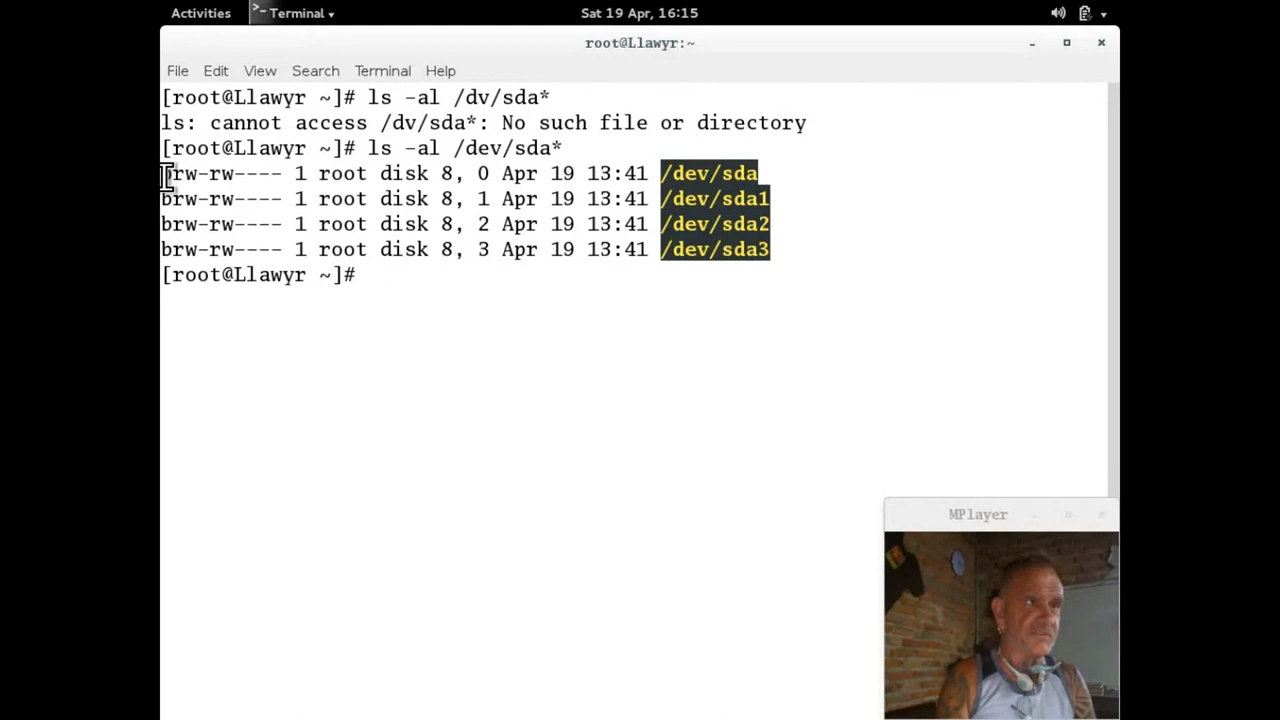 Activities Terminal Sat 19 Apr, 16:15
root@Llawyr:~
File Edit View Search Terminal Help
[root@Llawyr ~]# ls -al /dv/sda*
ls: cannot access /dv/sda*: No such file or directory
[root@Llawyr ~]# ls -al /dev/sda*
brw-rw---- 1 root disk 8, 0 Apr 19 13:41 /dev/sda
brw-rw---- 1 root disk 8, 1 Apr 19 13:41 /dev/sda1
brw-rw---- 1 root disk 8, 2 Apr 19 13:41 /dev/sda2
brw-rw---- 1 root disk 8, 3 Apr 19 13:41 /dev/sda3
[root@Llawyr ~]#
MPlayer